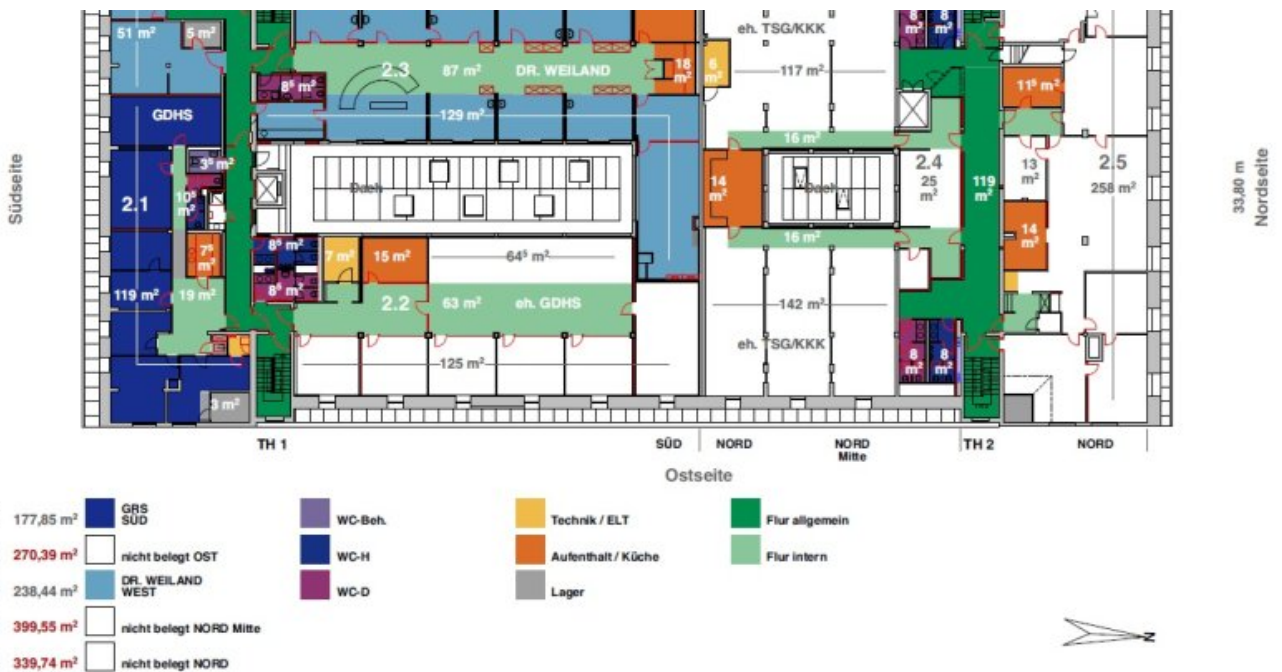 eh. TSG/KKK
8 m²
8 m²
51 m²
5 m²
2.3
87 m²
DR. WEILAND
18 m²
6 m²
117 m²
8⁵ m²
11⁵ m²
GDHS
129 m²
16 m²
3⁵ m²
2.4
25 m²
13 m²
2.5
258 m²
Südseite
Nordseite
33,80 m
2.1
10⁵ m²
Dach
14 m²
Dach
119 m²
14 m²
7⁵ m²
8⁵ m²
7 m²
15 m²
64⁵ m²
16 m²
119 m²
19 m²
8⁵ m²
2.2
63 m²
eh. GDHS
142 m²
eh. TSG/KKK
125 m²
8 m²
8 m²
3 m²
TH 1
SÜD
NORD
NORD Mitte
TH 2
NORD
Ostseite
177,85 m²
GRS SÜD
WC-Beh.
Technik / ELT
Flur allgemein
270,39 m²
nicht belegt OST
WC-H
Aufenthalt / Küche
Flur intern
238,44 m²
DR. WEILAND WEST
WC-D
Lager
399,55 m²
nicht belegt NORD Mitte
339,74 m²
nicht belegt NORD
N